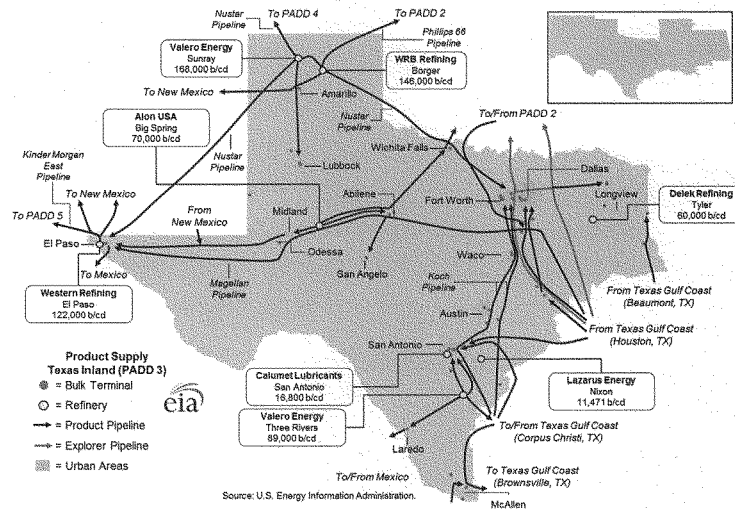 Nustar
Pipeline
To PADD 4
To PADD 2
Phillips 66
Pipeline
Valero Energy
Sunray
168,000 b/cd
WRB Refining
Borger
146,000 b/cd
To New Mexico
Amarillo
Alon USA
Big Spring
70,000 b/cd
Nustar
Pipeline
To/From PADD 2
Kinder Morgan
East
Pipeline
Nustar
Pipeline
Lubbock
Wichita Falls
Dallas
To New Mexico
Abilene
Fort Worth
Longview
To PADD 5
From
New Mexico
Midland
Delek Refining
Tyler
60,000 b/cd
El Paso
Odessa
Waco
To Mexico
Magellan
Pipeline
San Angelo
Koch
Pipeline
From Texas Gulf Coast
(Beaumont, TX)
Western Refining
El Paso
122,000 b/cd
Austin
From Texas Gulf Coast
(Houston, TX)
San Antonio
Product Supply
Texas Inland (PADD 3)
= Bulk Terminal
= Refinery
= Product Pipeline
= Explorer Pipeline
= Urban Areas
eia
Calumet Lubricants
San Antonio
16,800 b/cd
Lazarus Energy
Nixon
11,471 b/cd
Valero Energy
Three Rivers
89,000 b/cd
Laredo
To/From Texas Gulf Coast
(Corpus Christi, TX)
To/From Mexico
To Texas Gulf Coast
(Brownsville, TX)
Source: U.S. Energy Information Administration.
McAllen